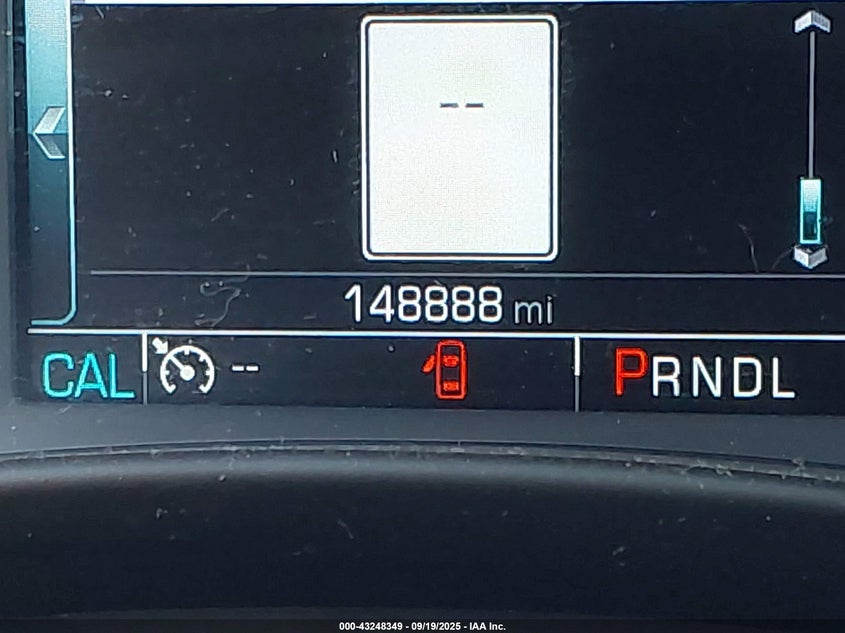 --
148888 mi
CAL -- PRNDL
000-43248349 - 09/19/2025 - IAA Inc.